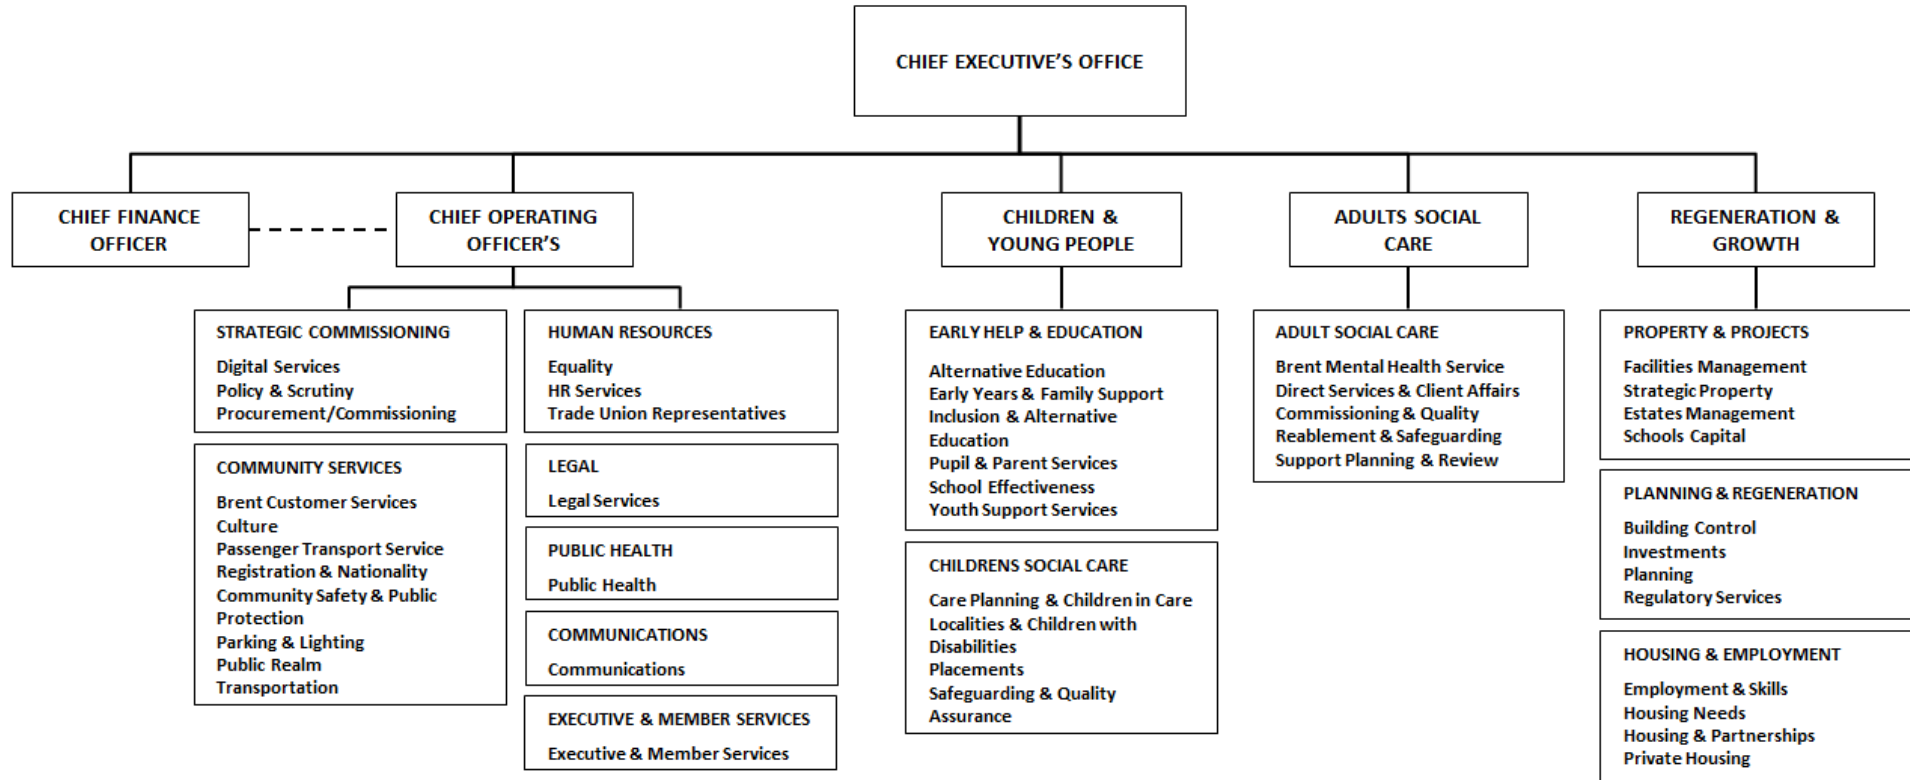 CHIEF EXECUTIVE'S OFFICE
CHIEF FINANCE
OFFICER
CHIEF OPERATING
OFFICER'S
CHILDREN &
YOUNG PEOPLE
ADULTS SOCIAL
CARE
REGENERATION &
GROWTH
STRATEGIC COMMISSIONING
Digital Services
Policy & Scrutiny
Procurement/Commissioning
COMMUNITY SERVICES
Brent Customer Services
Culture
Passenger Transport Service
Registration & Nationality
Community Safety & Public
Protection
Parking & Lighting
Public Realm
Transportation
HUMAN RESOURCES
Equality
HR Services
Trade Union Representatives
LEGAL
Legal Services
PUBLIC HEALTH
Public Health
COMMUNICATIONS
Communications
EXECUTIVE & MEMBER SERVICES
Executive & Member Services
EARLY HELP & EDUCATION
Alternative Education
Early Years & Family Support
Inclusion & Alternative
Education
Pupil & Parent Services
School Effectiveness
Youth Support Services
CHILDRENS SOCIAL CARE
Care Planning & Children in Care
Localities & Children with
Disabilities
Placements
Safeguarding & Quality
Assurance
ADULT SOCIAL CARE
Brent Mental Health Service
Direct Services & Client Affairs
Commissioning & Quality
Reablement & Safeguarding
Support Planning & Review
PROPERTY & PROJECTS
Facilities Management
Strategic Property
Estates Management
Schools Capital
PLANNING & REGENERATION
Building Control
Investments
Planning
Regulatory Services
HOUSING & EMPLOYMENT
Employment & Skills
Housing Needs
Housing & Partnerships
Private Housing